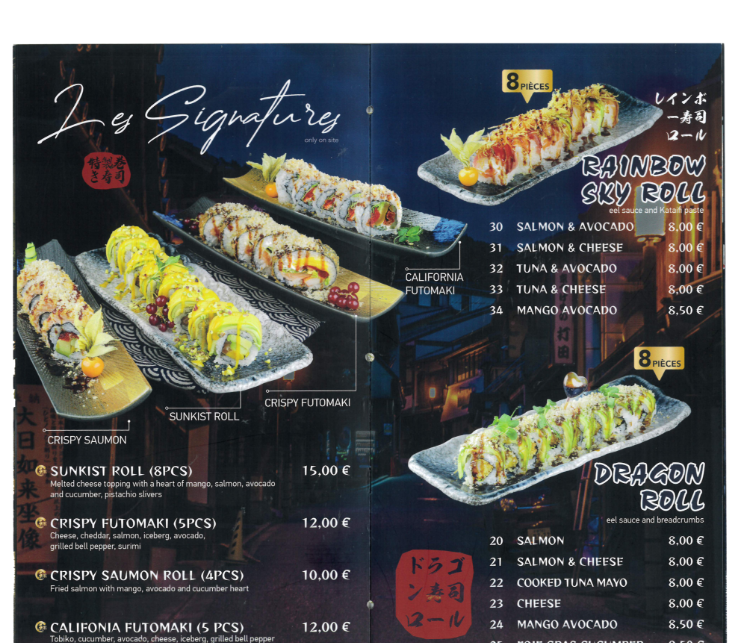 Les Signatures
only on site
特製巻
き寿司
CALIFORNIA
FUTOMAKI
CRISPY FUTOMAKI
SUNKIST ROLL
CRISPY SAUMON
SUNKIST ROLL (8PCS) 15,00 €
Melted cheese topping with a heart of mango, salmon, avocado
and cucumber, pistachio slivers
CRISPY FUTOMAKI (5PCS) 12,00 €
Cheese, cheddar, salmon, iceberg, avocado,
grilled bell pepper, surimi
CRISPY SAUMON ROLL (4PCS) 10,00 €
Fried salmon with mango, avocado and cucumber heart
CALIFONIA FUTOMAKI (5 PCS) 12,00 €
Tobiko, cucumber, avocado, cheese, iceberg, grilled bell pepper
大日如来坐像
8 PIÈCES
レインボ
ー寿司
ロール
RAINBOW
SKY ROLL
eel sauce and Kataifi paste
30 SALMON & AVOCADO 8.00 €
31 SALMON & CHEESE 8.00 €
32 TUNA & AVOCADO 8.00 €
33 TUNA & CHEESE 8.00 €
34 MANGO AVOCADO 8.50 €
8 PIÈCES
DRAGON
ROLL
eel sauce and breadcrumbs
ドラゴ
ン寿司
ロール
20 SALMON 8.00 €
21 SALMON & CHEESE 8.00 €
22 COOKED TUNA MAYO 8.00 €
23 CHEESE 8.00 €
24 MANGO AVOCADO 8.50 €